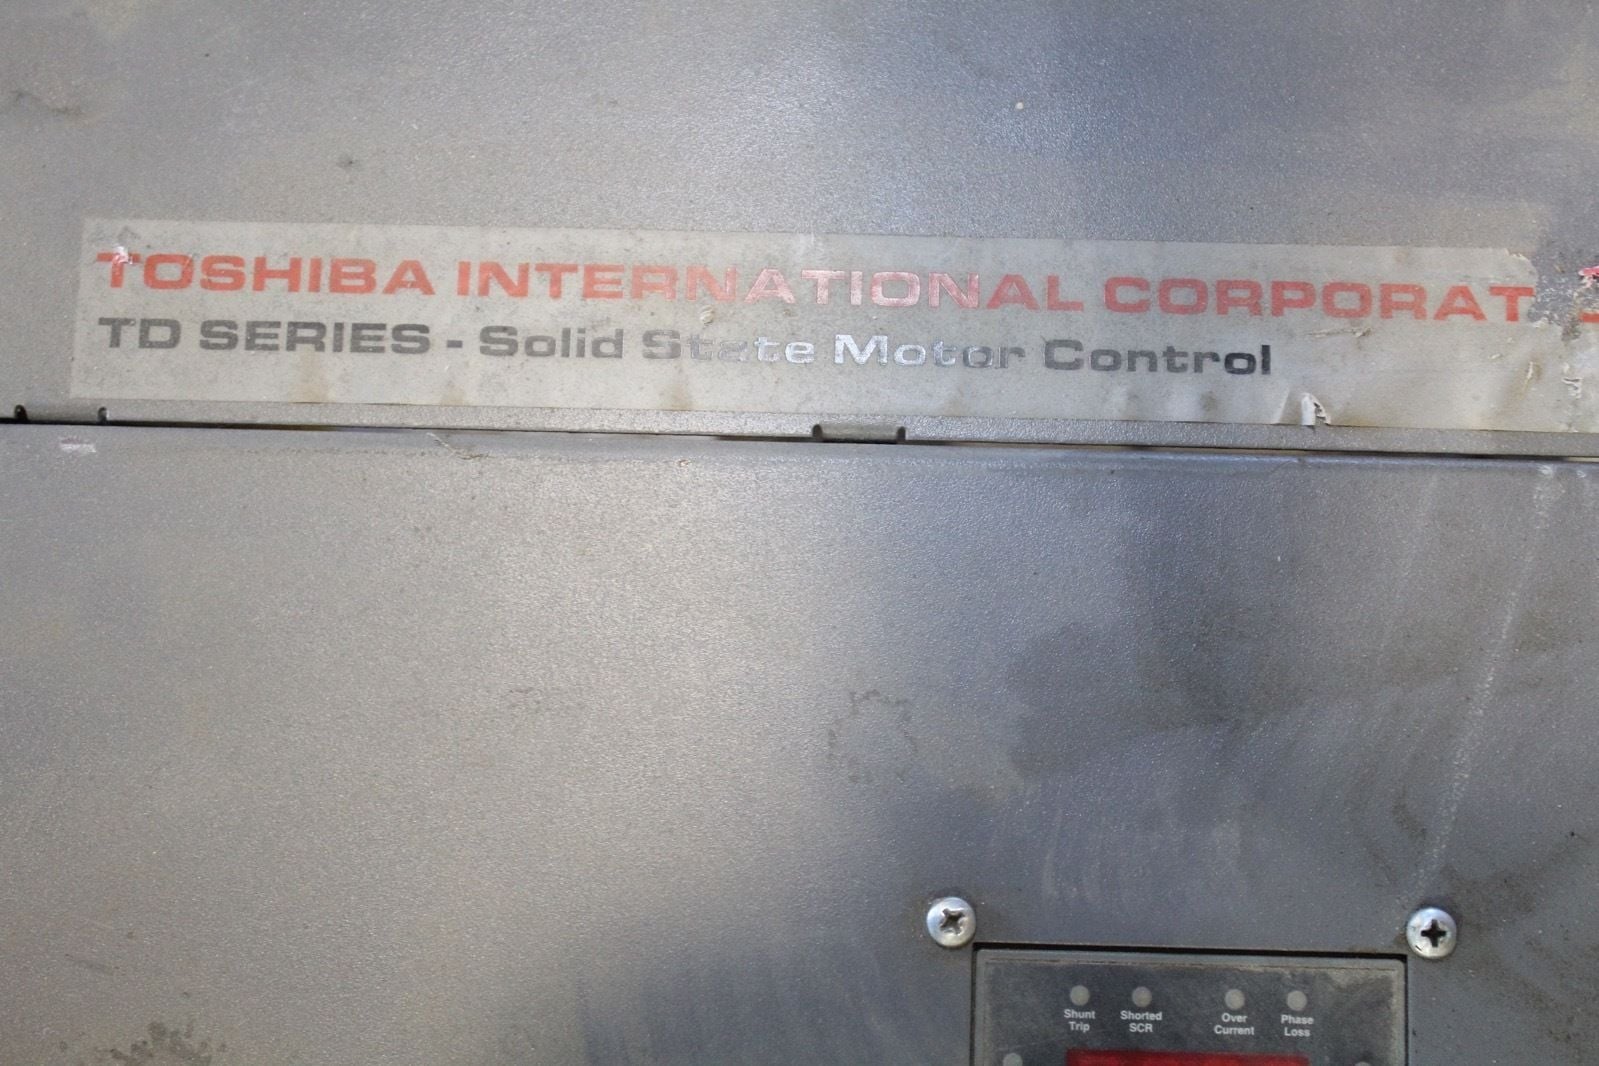 TOSHIBA INTERNATIONAL CORPORAT
TD SERIES - Solid State Motor Control
Shunt Trip
Shorted SCR
Over Current
Phase Loss